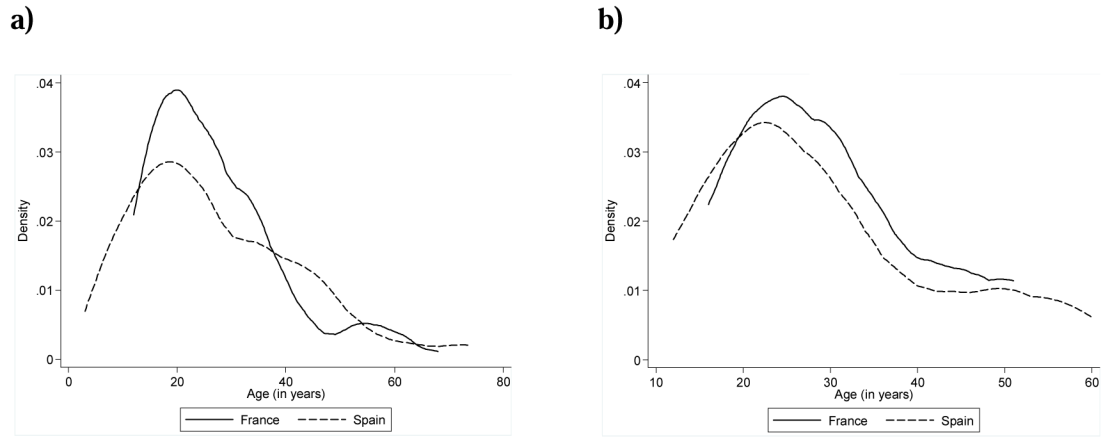 a)
b)
.04
.03
.02
.01
0
Density
0 20 40 60 80
Age (in years)
France Spain
.04
.03
.02
.01
0
Density
10 20 30 40 50 60
Age (in years)
France Spain